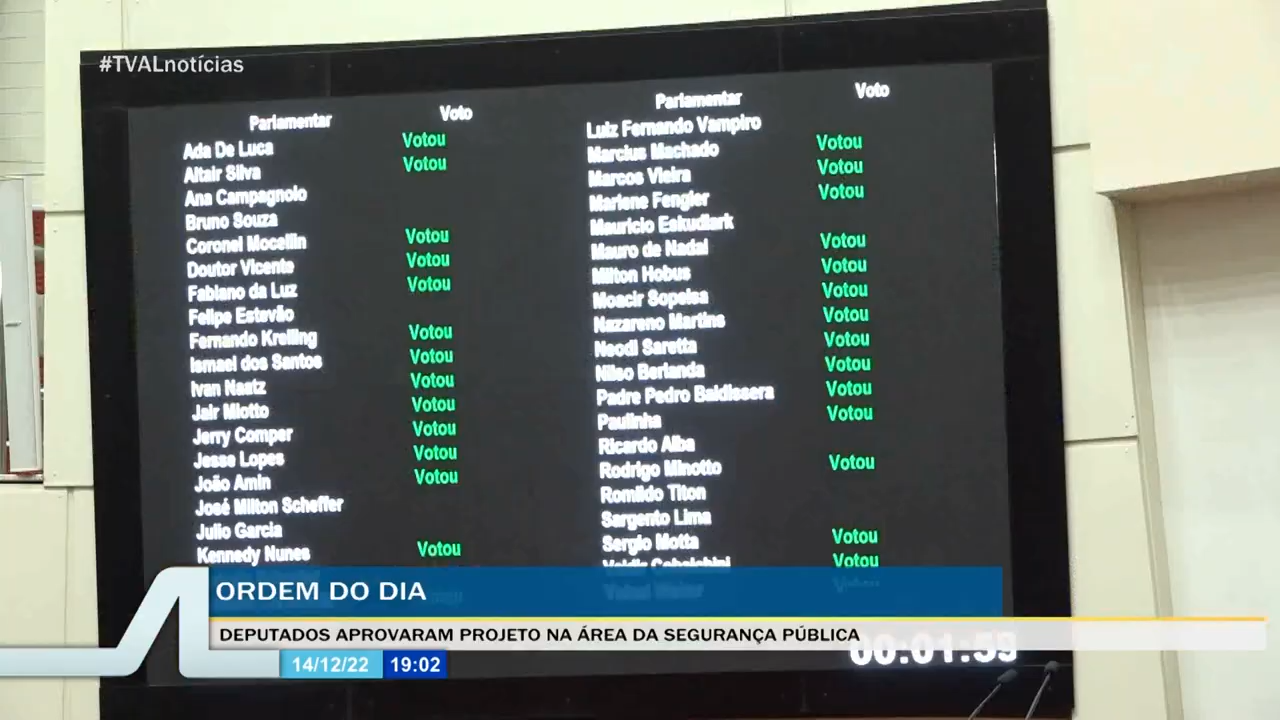 #TVALnotícias
Parlamentar Voto
Ada De Luca Votou
Altair Silva Votou
Ana Campagnolo
Bruno Souza
Coronel Mocellin Votou
Doutor Vicente Votou
Fabiano da Luz Votou
Felipe Estevão
Fernando Krelling Votou
Ismael dos Santos Votou
Ivan Naatz Votou
Jair Miotto Votou
Jerry Comper Votou
Jesse Lopes Votou
João Amin Votou
José Milton Scheffer
Julio Garcia
Kennedy Nunes Votou
Parlamentar Voto
Luiz Fernando Vampiro
Marcius Machado Votou
Marcos Vieira Votou
Marlene Fengler Votou
Mauricio Eskudlark
Mauro de Nadal Votou
Milton Hobus Votou
Moacir Sopelsa Votou
Nazareno Martins Votou
Neodi Saretta Votou
Nilso Berlanda Votou
Padre Pedro Baldissera Votou
Paulinha Votou
Ricardo Alba
Rodrigo Minotto Votou
Romildo Titon
Sargento Lima
Sergio Motta Votou
Valdir Cobalchini Votou
ORDEM DO DIA
DEPUTADOS APROVARAM PROJETO NA ÁREA DA SEGURANÇA PÚBLICA
00:01:59
14/12/22 19:02